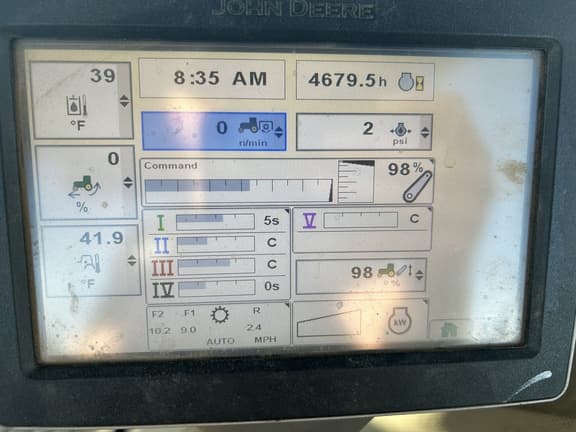 JOHN DEERE
39
°F
8:35 AM
4679.5h
0
n/min
2
psi
0
%
Command
98%
41.9
°F
I 5s
II C
III C
IV 0s
V C
98
%
F2 F1 R
10.2 9.0 2.4
AUTO MPH
kW